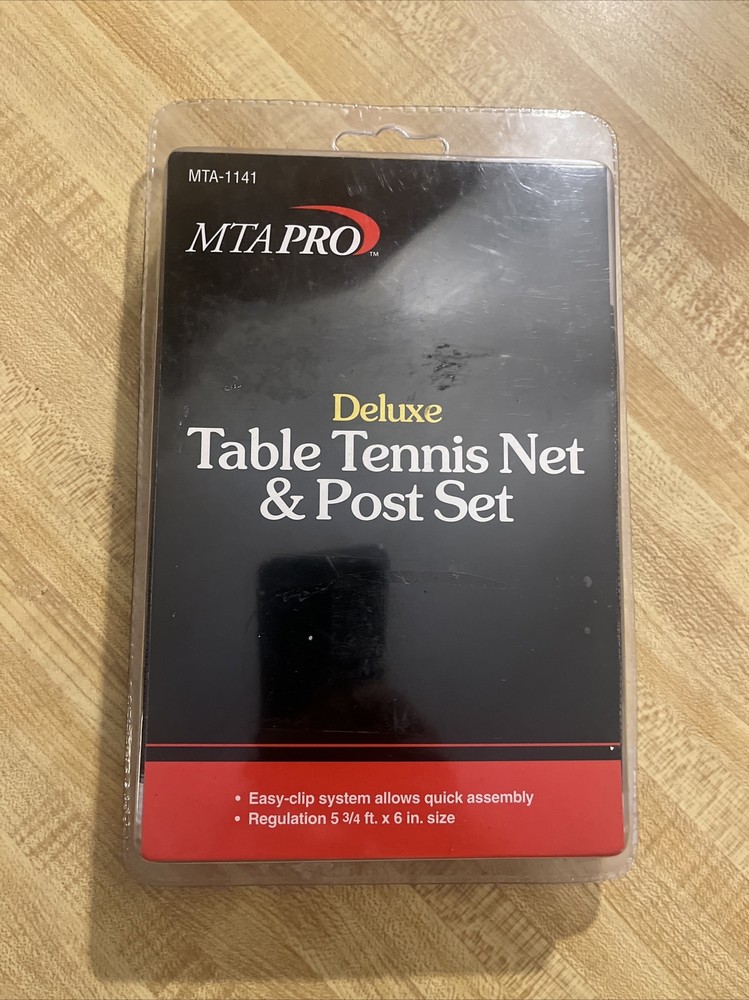 MTA-1141
MTAPRO™
Deluxe
Table Tennis Net
& Post Set
• Easy-clip system allows quick assembly
• Regulation 5 3/4 ft. x 6 in. size